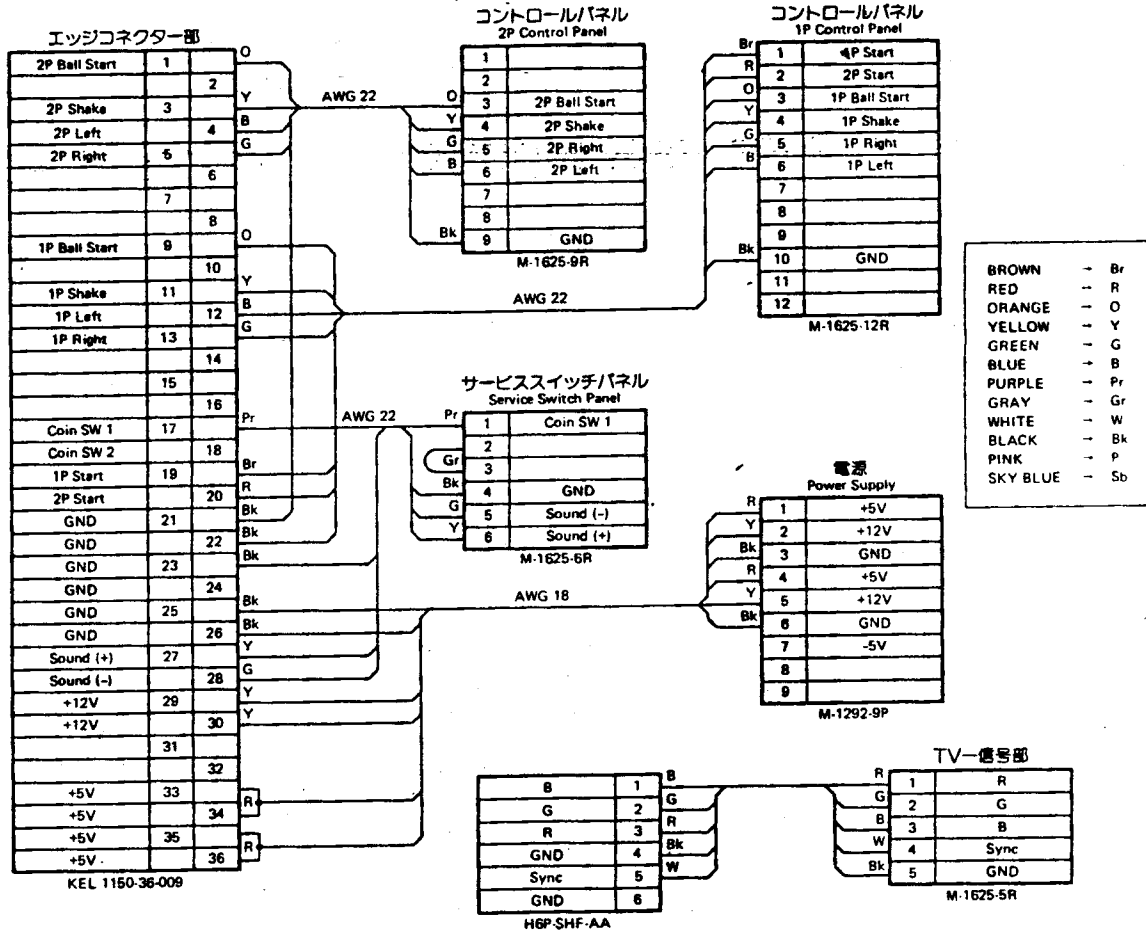 エッジコネクター部
2P Ball Start 1 O
2
2P Shake 3 Y
2P Left 4 B
2P Right 5 G
6
7
8
1P Ball Start 9 O
10
1P Shake 11 Y
1P Left 12 B
1P Right 13 G
14
15
16
Coin SW 1 17 Pr
Coin SW 2 18
1P Start 19 Br
2P Start 20 R
GND 21 Bk
GND 22 Bk
GND 23 Bk
GND 24
GND 25 Bk
GND 26 Bk
Sound (+) 27 Y
Sound (-) 28 G
+12V 29 Y
+12V 30 Y
31
32
+5V 33
R
+5V 34
+5V 35
R
+5V 36
KEL 1150-36-009
AWG 22
コントロールパネル
2P Control Panel
1
2
O 3 2P Ball Start
Y 4 2P Shake
G 5 2P Right
B 6 2P Left
7
8
Bk 9 GND
M-1625-9R
コントロールパネル
1P Control Panel
Br 1 1P Start
R 2 2P Start
O 3 1P Ball Start
Y 4 1P Shake
G 5 1P Right
B 6 1P Left
7
8
9
Bk 10 GND
11
12
M-1625-12R
AWG 22
BROWN → Br
RED → R
ORANGE → O
YELLOW → Y
GREEN → G
BLUE → B
PURPLE → Pr
GRAY → Gr
WHITE → W
BLACK → Bk
PINK → P
SKY BLUE → Sb
サービススイッチパネル
Service Switch Panel
AWG 22
Pr 1 Coin SW 1
2
Gr
3
Bk 4 GND
G 5 Sound (-)
Y 6 Sound (+)
M-1625-6R
電源
Power Supply
R 1 +5V
Y 2 +12V
Bk 3 GND
R 4 +5V
Y 5 +12V
Bk 6 GND
7 -5V
8
9
M-1292-9P
AWG 18
B 1 B
G 2 G
R 3 R
GND 4 Bk
Sync 5 W
GND 6
H6P-SHF-AA
TV一信号部
R 1 R
G 2 G
B 3 B
W 4 Sync
Bk 5 GND
M-1625-5R